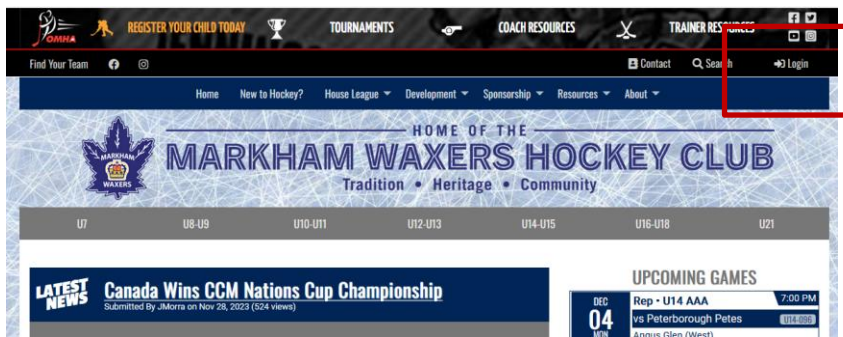 OMHA REGISTER YOUR CHILD TODAY TOURNAMENTS COACH RESOURCES TRAINER RESOURCES
Find Your Team Contact Search Login
Home New to Hockey? House League Development Sponsorship Resources About
HOME OF THE
MARKHAM WAXERS
MARKHAM WAXERS HOCKEY CLUB
Tradition • Heritage • Community
U7 U8-U9 U10-U11 U12-U13 U14-U15 U16-U18 U21
LATEST NEWS
Canada Wins CCM Nations Cup Championship
Submitted By JMorra on Nov 28, 2023 (524 views)
UPCOMING GAMES
DEC
04
MON
Rep • U14 AAA 7:00 PM
vs Peterborough Petes U14-096
Angus Glen (West)